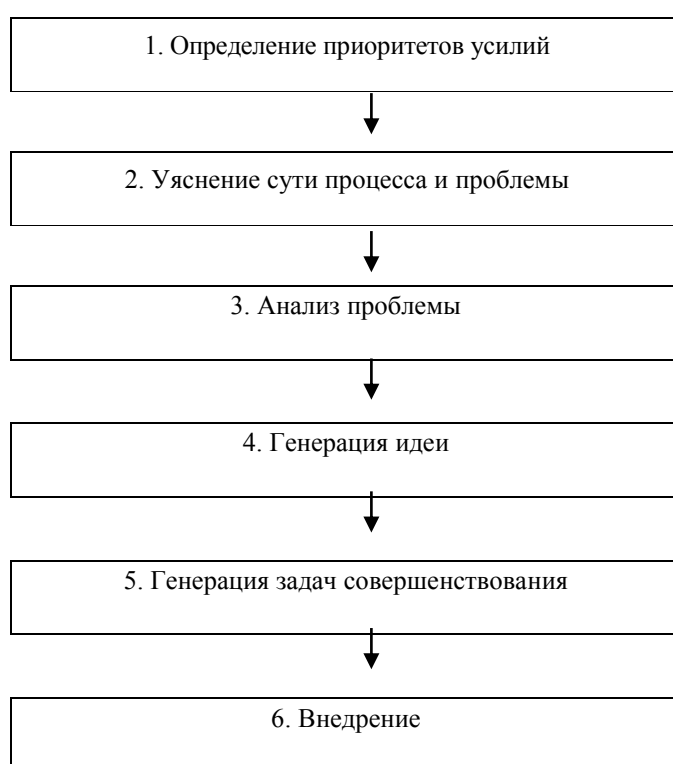 1. Определение приоритетов усилий
2. Уяснение сути процесса и проблемы
3. Анализ проблемы
4. Генерация идеи
5. Генерация задач совершенствования
6. Внедрение